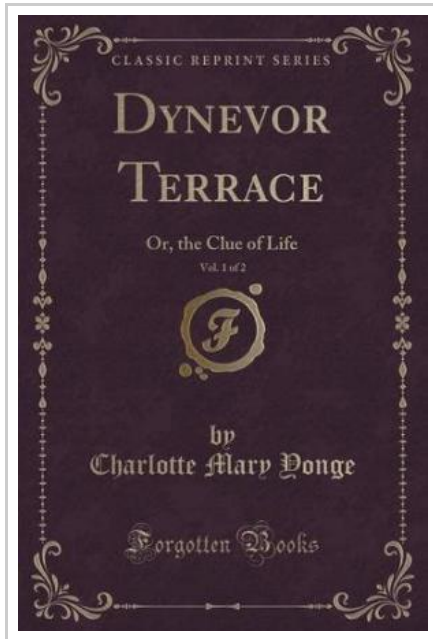 CLASSIC REPRINT SERIES
DYNEVOR
TERRACE
Or, the Clue of Life
Vol. 1 of 2
F
by
Charlotte Mary Yonge
Forgotten Books